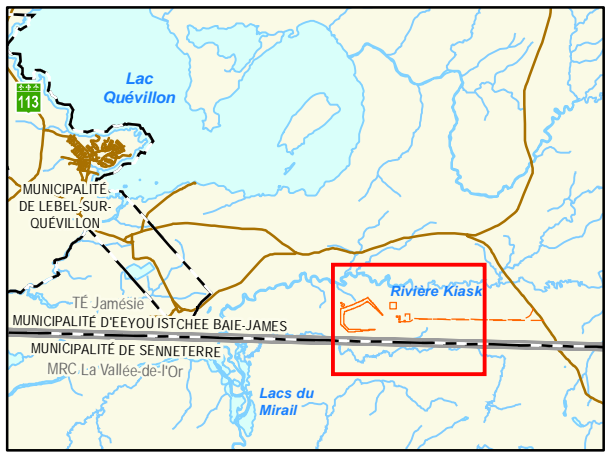 Lac
Quévillon
113
MUNICIPALITÉ
DE LEBEL-SUR-
QUÉVILLON
Rivière Kiask
TÉ Jamésie
MUNICIPALITÉ D'EEYOU ISTCHEE BAIE-JAMES
MUNICIPALITÉ DE SENNETERRE
MRC La Vallée-de-l'Or
Lacs du
Mirail